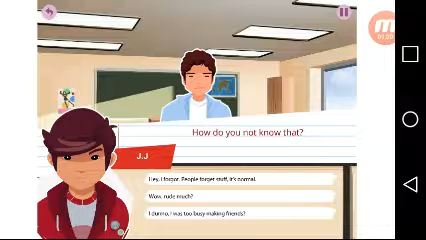 How do you not know that?
J.J
Hey, I forgot. People forget stuff, it's normal.
Wow, rude much?
I dunno, I was too busy making friends?